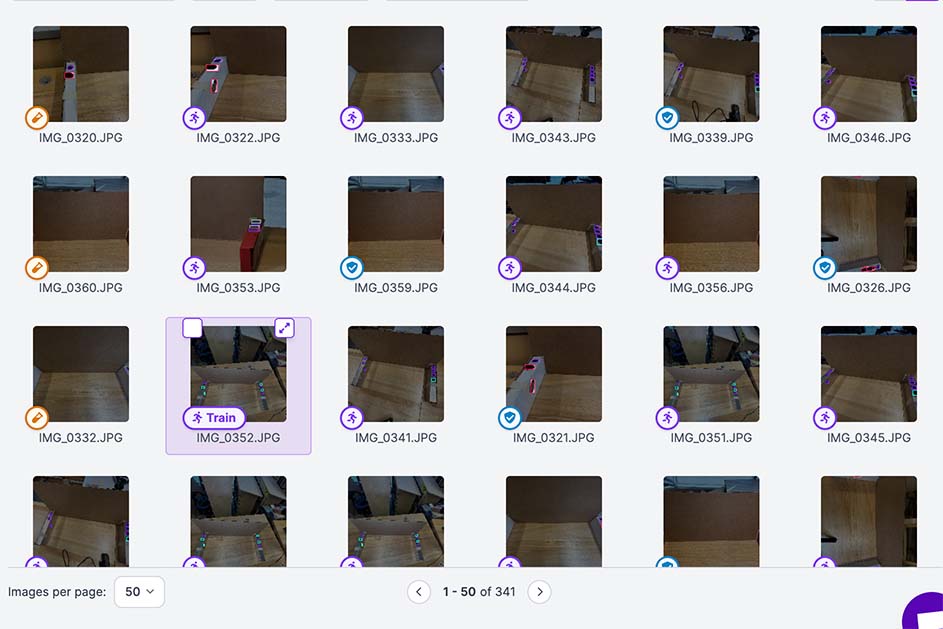 IMG_0320.JPG
IMG_0322.JPG
IMG_0333.JPG
IMG_0343.JPG
IMG_0339.JPG
IMG_0346.JPG
IMG_0360.JPG
IMG_0353.JPG
IMG_0359.JPG
IMG_0344.JPG
IMG_0356.JPG
IMG_0326.JPG
Train
IMG_0332.JPG
IMG_0352.JPG
IMG_0341.JPG
IMG_0321.JPG
IMG_0351.JPG
IMG_0345.JPG
Images per page: 50
1 - 50 of 341